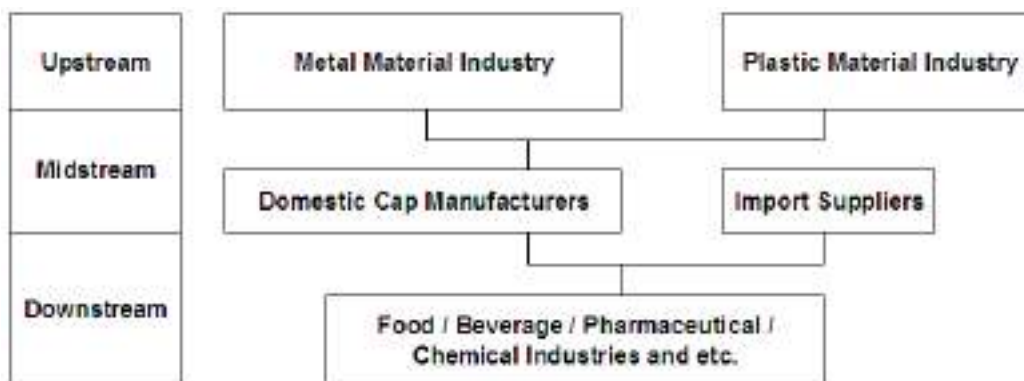 Upstream
Metal Material Industry
Plastic Material Industry
Midstream
Domestic Cap Manufacturers
Import Suppliers
Downstream
Food / Beverage / Pharmaceutical /
Chemical Industries and etc.